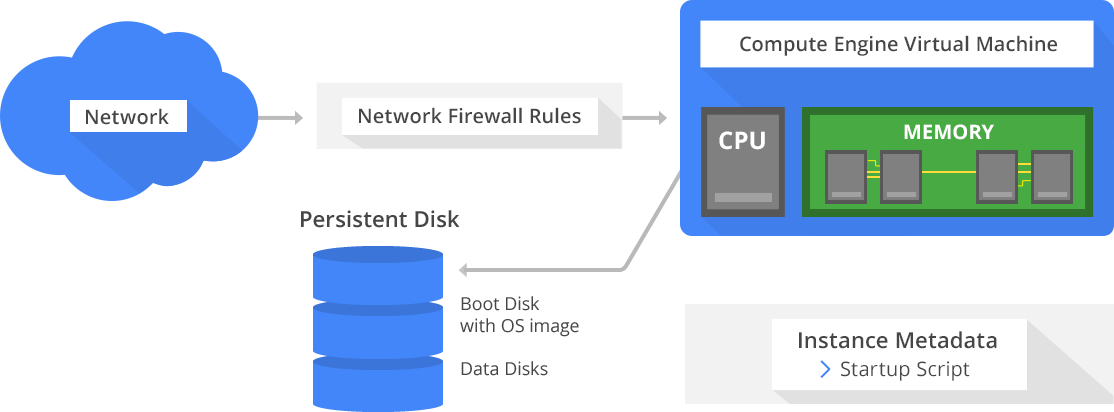 Network
Network Firewall Rules
Compute Engine Virtual Machine
CPU
MEMORY
Persistent Disk
Boot Disk
with OS image
Data Disks
Instance Metadata
Startup Script